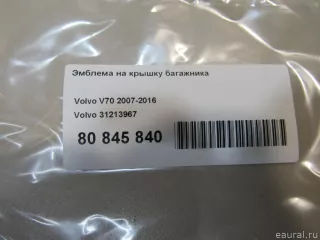 Эмблема на крышку багажника
Volvo V70 2007-2016
Volvo 31213967
80 845 840
eaural.ru